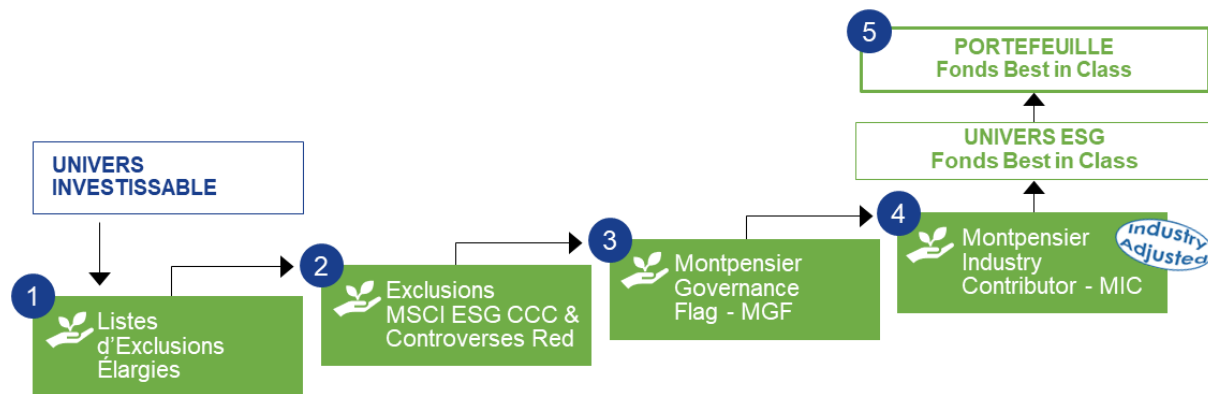 UNIVERS
INVESTISSABLE
1
Listes
d'Exclusions
Élargies
2
Exclusions
MSCI ESG CCC &
Controverses Red
3
Montpensier
Governance
Flag - MGF
4
Montpensier
Industry
Contributor - MIC
Industry
Adjusted
UNIVERS ESG
Fonds Best in Class
5
PORTEFEUILLE
Fonds Best in Class